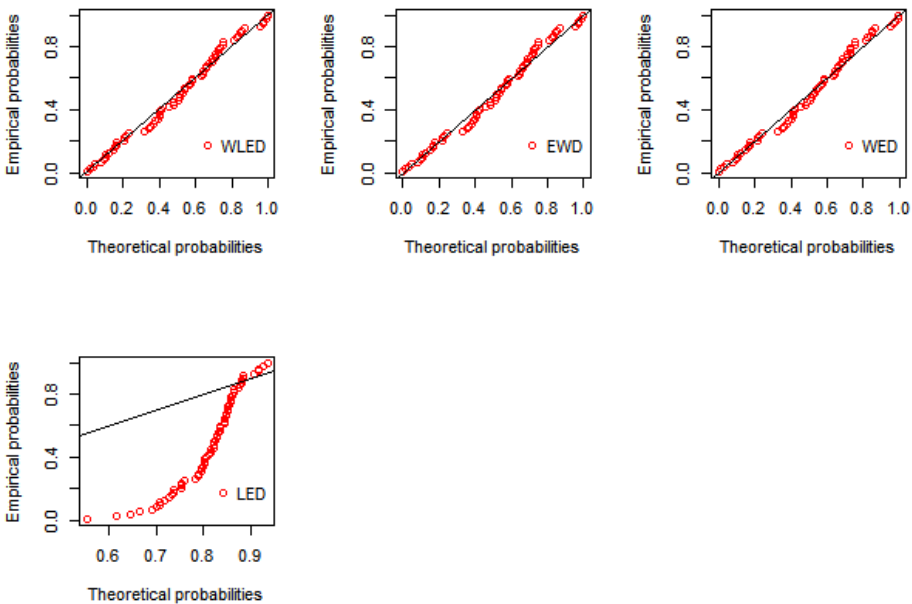 Empirical probabilities
0.0 0.4 0.8
WLED
0.0 0.2 0.4 0.6 0.8 1.0
Theoretical probabilities
Empirical probabilities
0.0 0.4 0.8
EWD
0.0 0.2 0.4 0.6 0.8 1.0
Theoretical probabilities
Empirical probabilities
0.0 0.4 0.8
WED
0.0 0.2 0.4 0.6 0.8 1.0
Theoretical probabilities
Empirical probabilities
0.0 0.4 0.8
LED
0.6 0.7 0.8 0.9
Theoretical probabilities